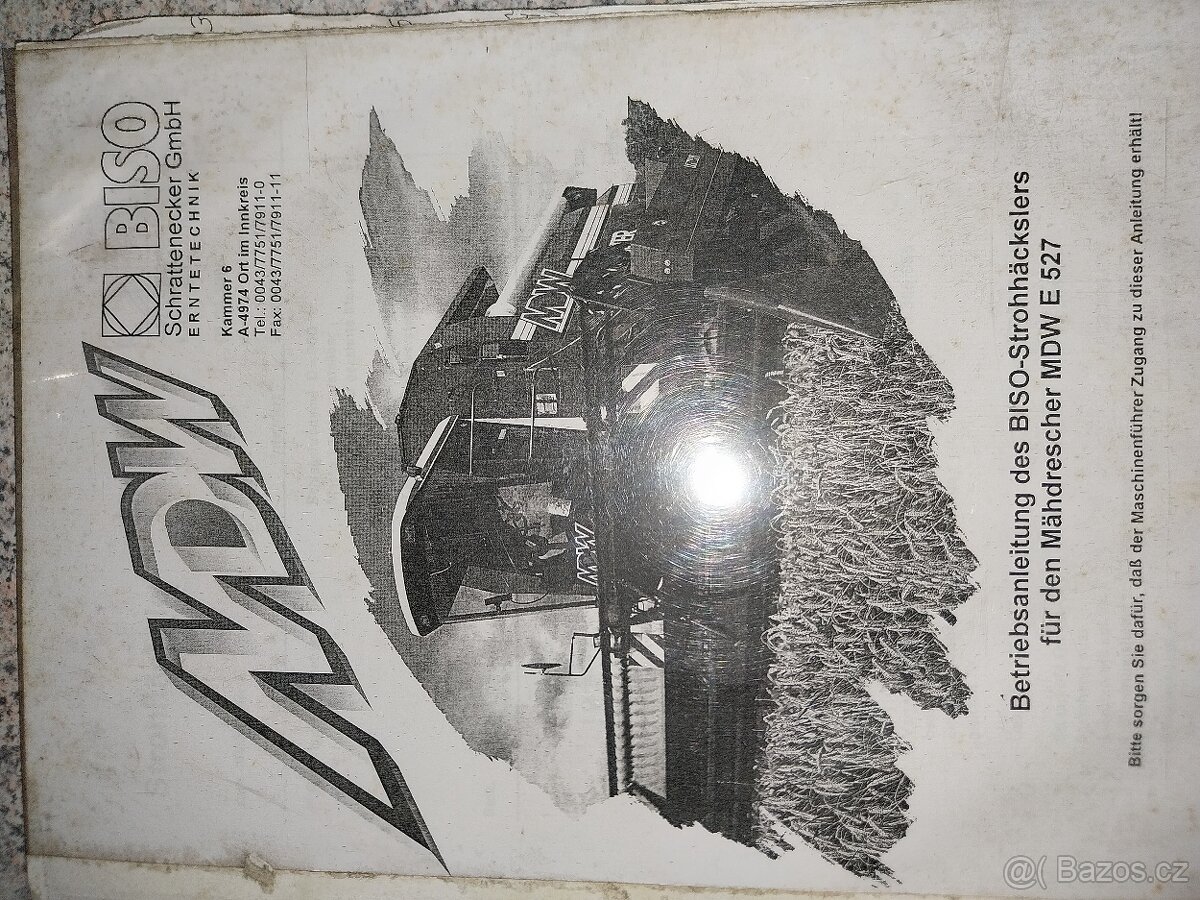 MDW
BISO
Schrattenecker GmbH
ERNTETECHNIK
Kammer 6
A-4974 Ort im Innkreis
Tel.: 0043/7751/7911-0
Fax: 0043/7751/7911-11
MDW
MDW
Betriebsanleitung des BISO-Strohhäckslers
für den Mähdrescher MDW E 527
Bitte sorgen Sie dafür, daß der Maschinenführer Zugang zu dieser Anleitung erhält!
@( Bazos.cz